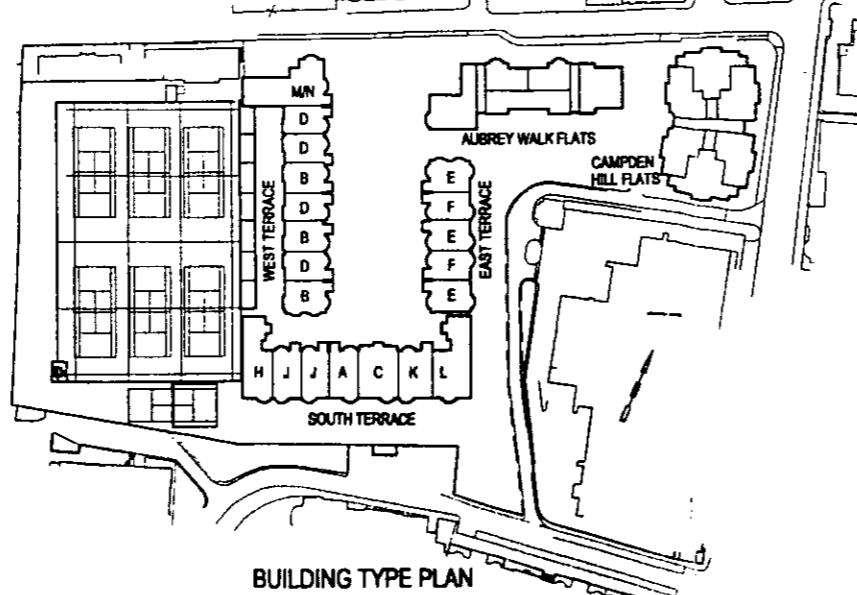 M/N
D
D
B
D
B
D
B
WEST TERRACE
AUBREY WALK FLATS
CAMPDEN
HILL FLATS
E
F
E
F
E
EAST TERRACE
H J J A C K L
SOUTH TERRACE
BUILDING TYPE PLAN